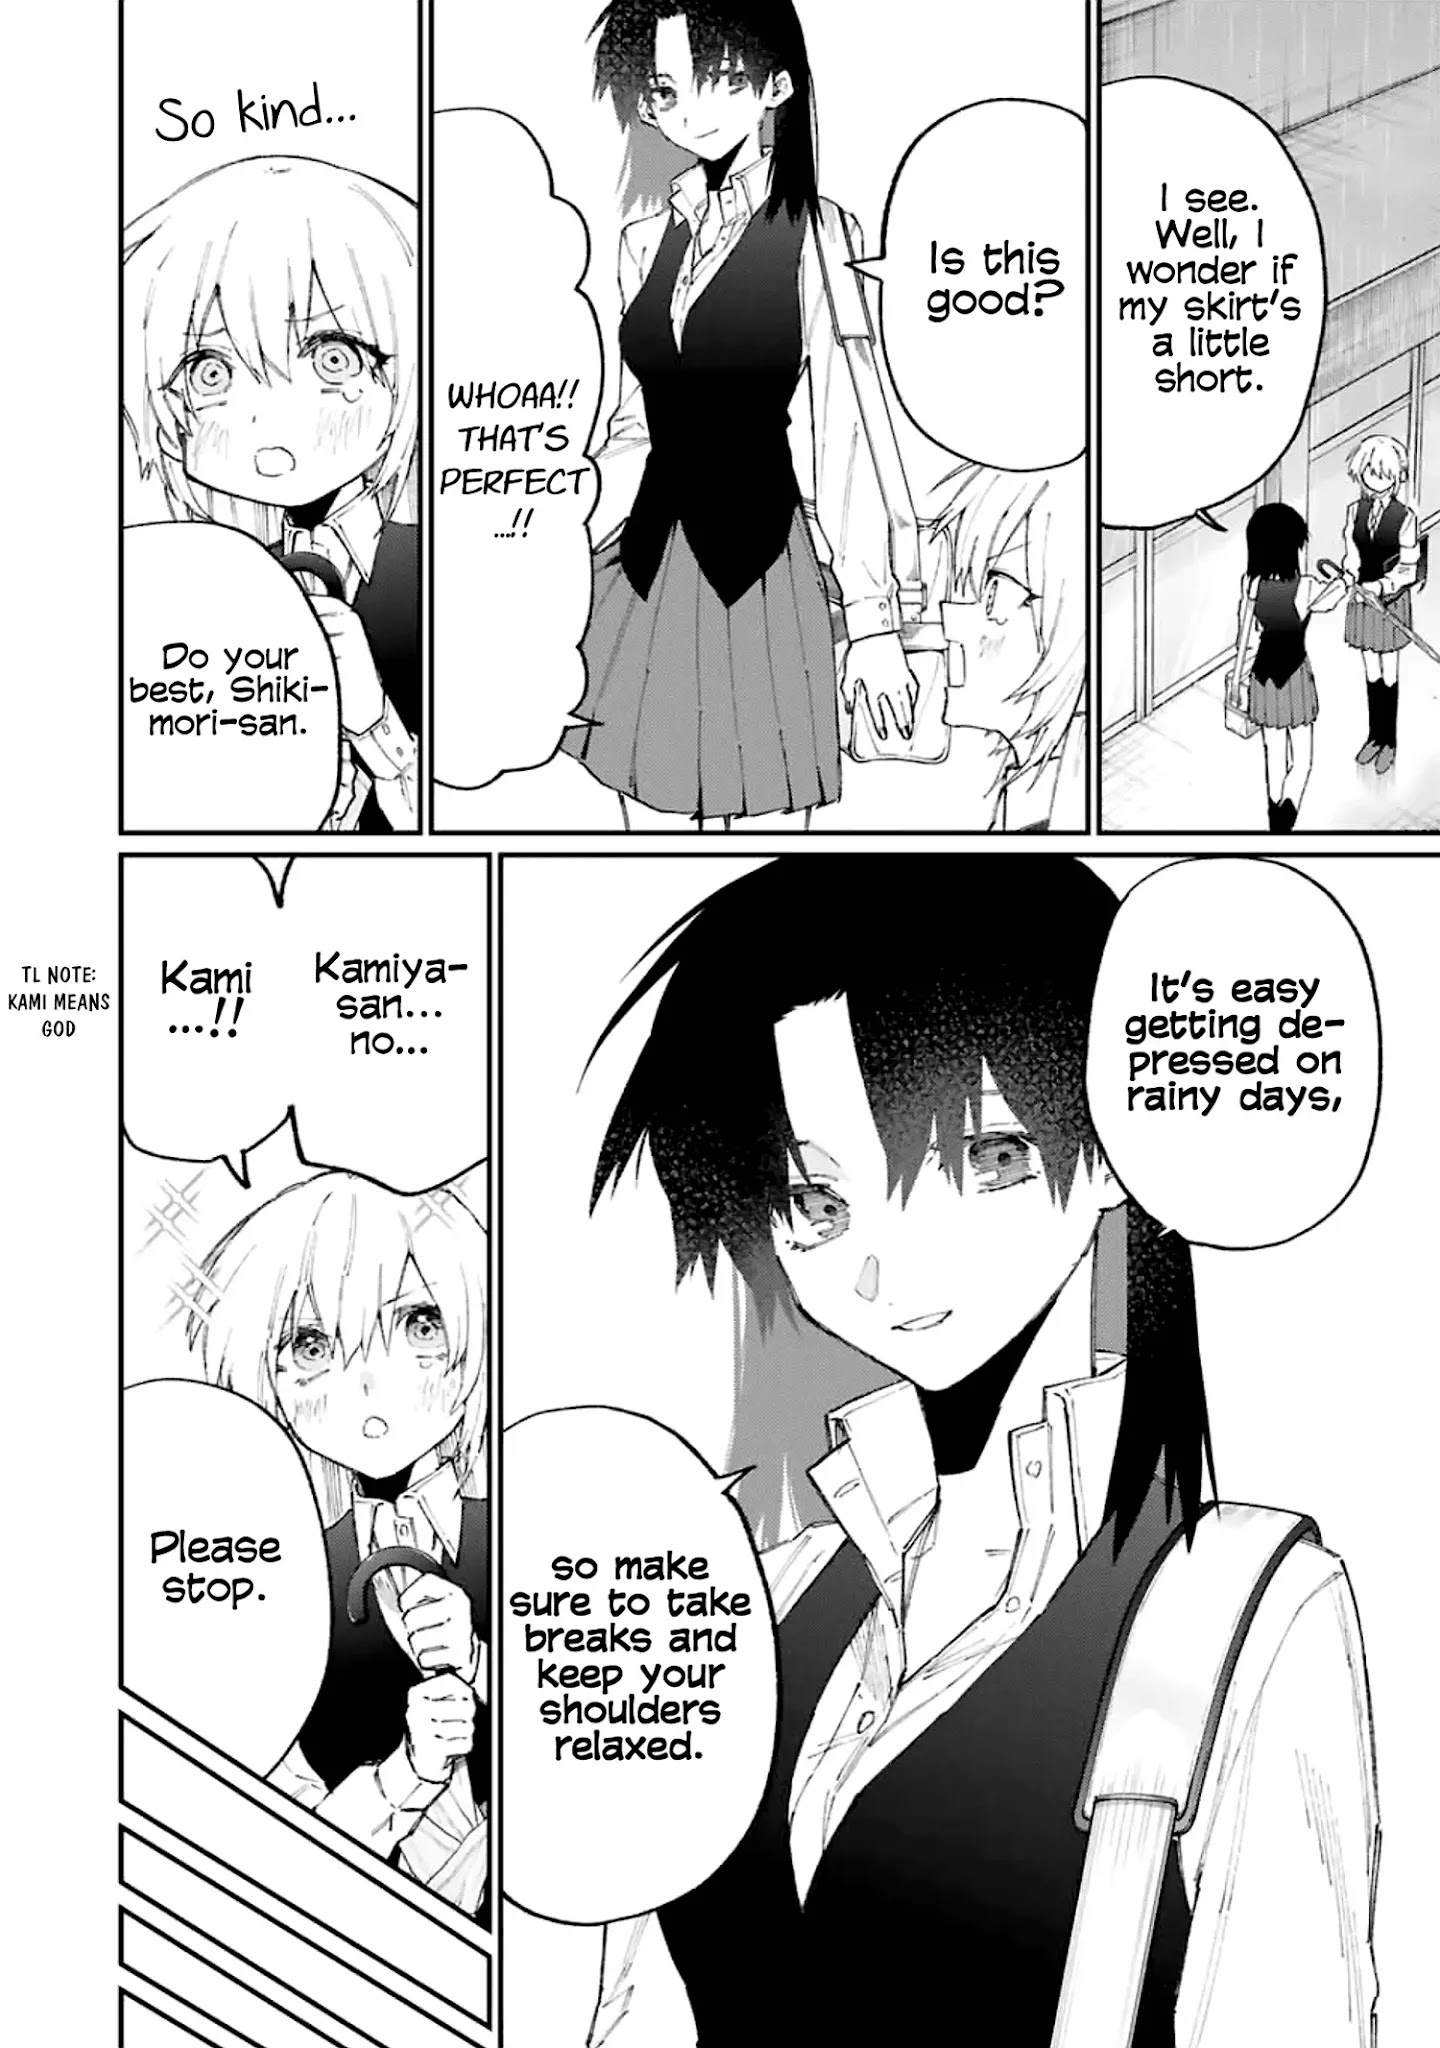 I see.
Well, I
wonder if
my skirt's
a little
short.
Is this
good?
WHOAA!!
THAT'S
PERFECT
...!!
So kind...
Do your
best, Shiki-
mori-san.
It's easy
getting de-
pressed on
rainy days,
so make
sure to take
breaks and
keep your
shoulders
relaxed.
Kamiya-
san...
no...
Kami
...!!
TL NOTE:
KAMI MEANS
GOD
Please
stop.